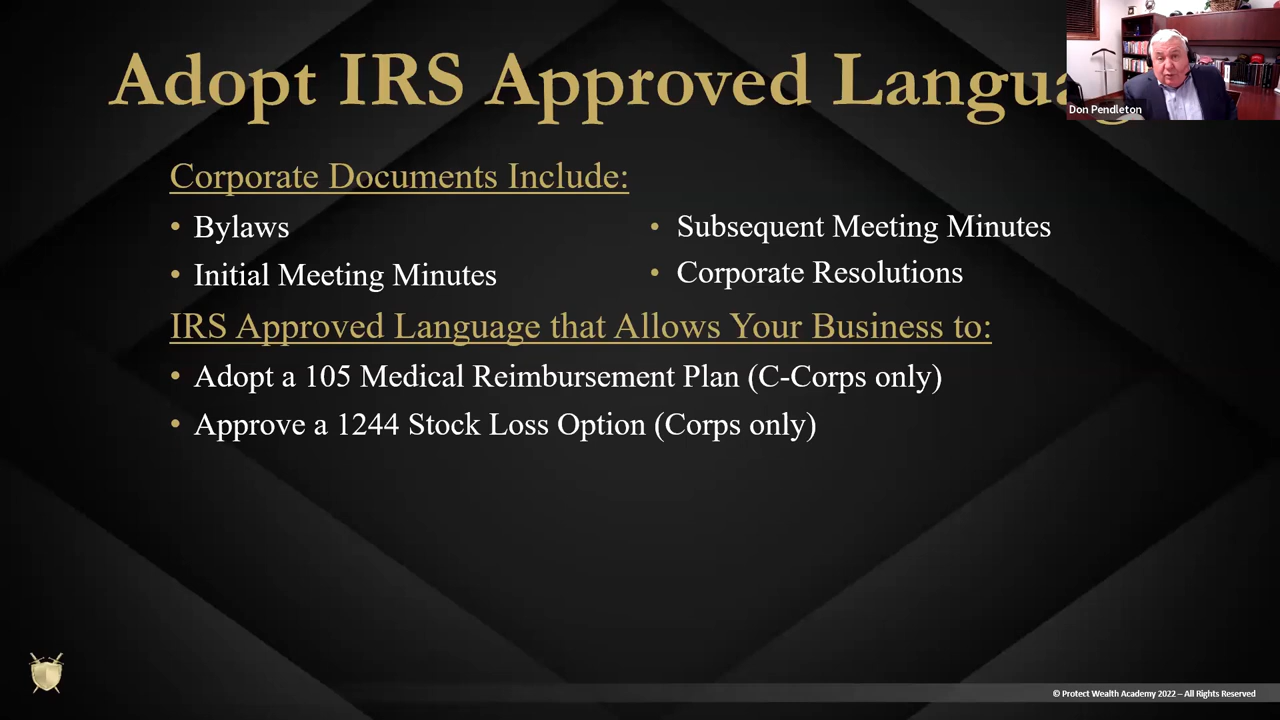 Adopt IRS Approved Langua
Don Pendleton
Corporate Documents Include:
• Bylaws
• Initial Meeting Minutes
• Subsequent Meeting Minutes
• Corporate Resolutions
IRS Approved Language that Allows Your Business to:
• Adopt a 105 Medical Reimbursement Plan (C-Corps only)
• Approve a 1244 Stock Loss Option (Corps only)
© Protect Wealth Academy 2022 – All Rights Reserved